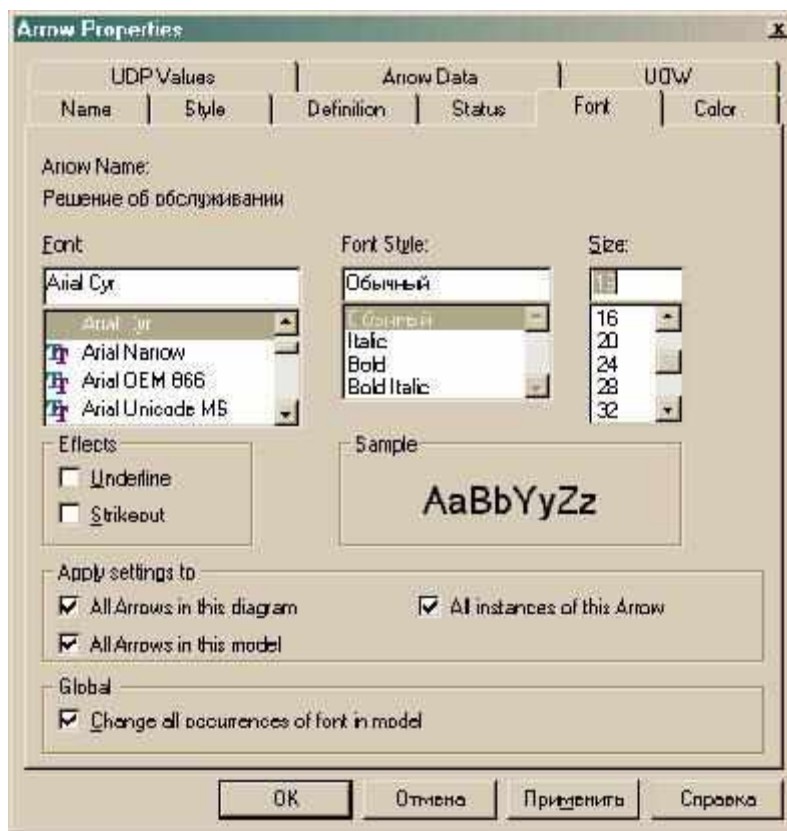 Arrow Properties
UDP Values Arrow Data UOW
Name Style Definition Status Font Color
Arrow Name:
Решение об обслуживании
Font Font Style: Size:
Arial Cyr Обычный
Arial Cyr Обычный 16
Arial Narrow Italic 20
Arial OEM 866 Bold 24
Arial Unicode MS Bold Italic 28
32
Effects Sample
Underline
Strikeout
AaBbYyZz
Apply settings to
All Arrows in this diagram All instances of this Arrow
All Arrows in this model
Global
Change all occurrences of font in model
OK Отмена Применить Справка